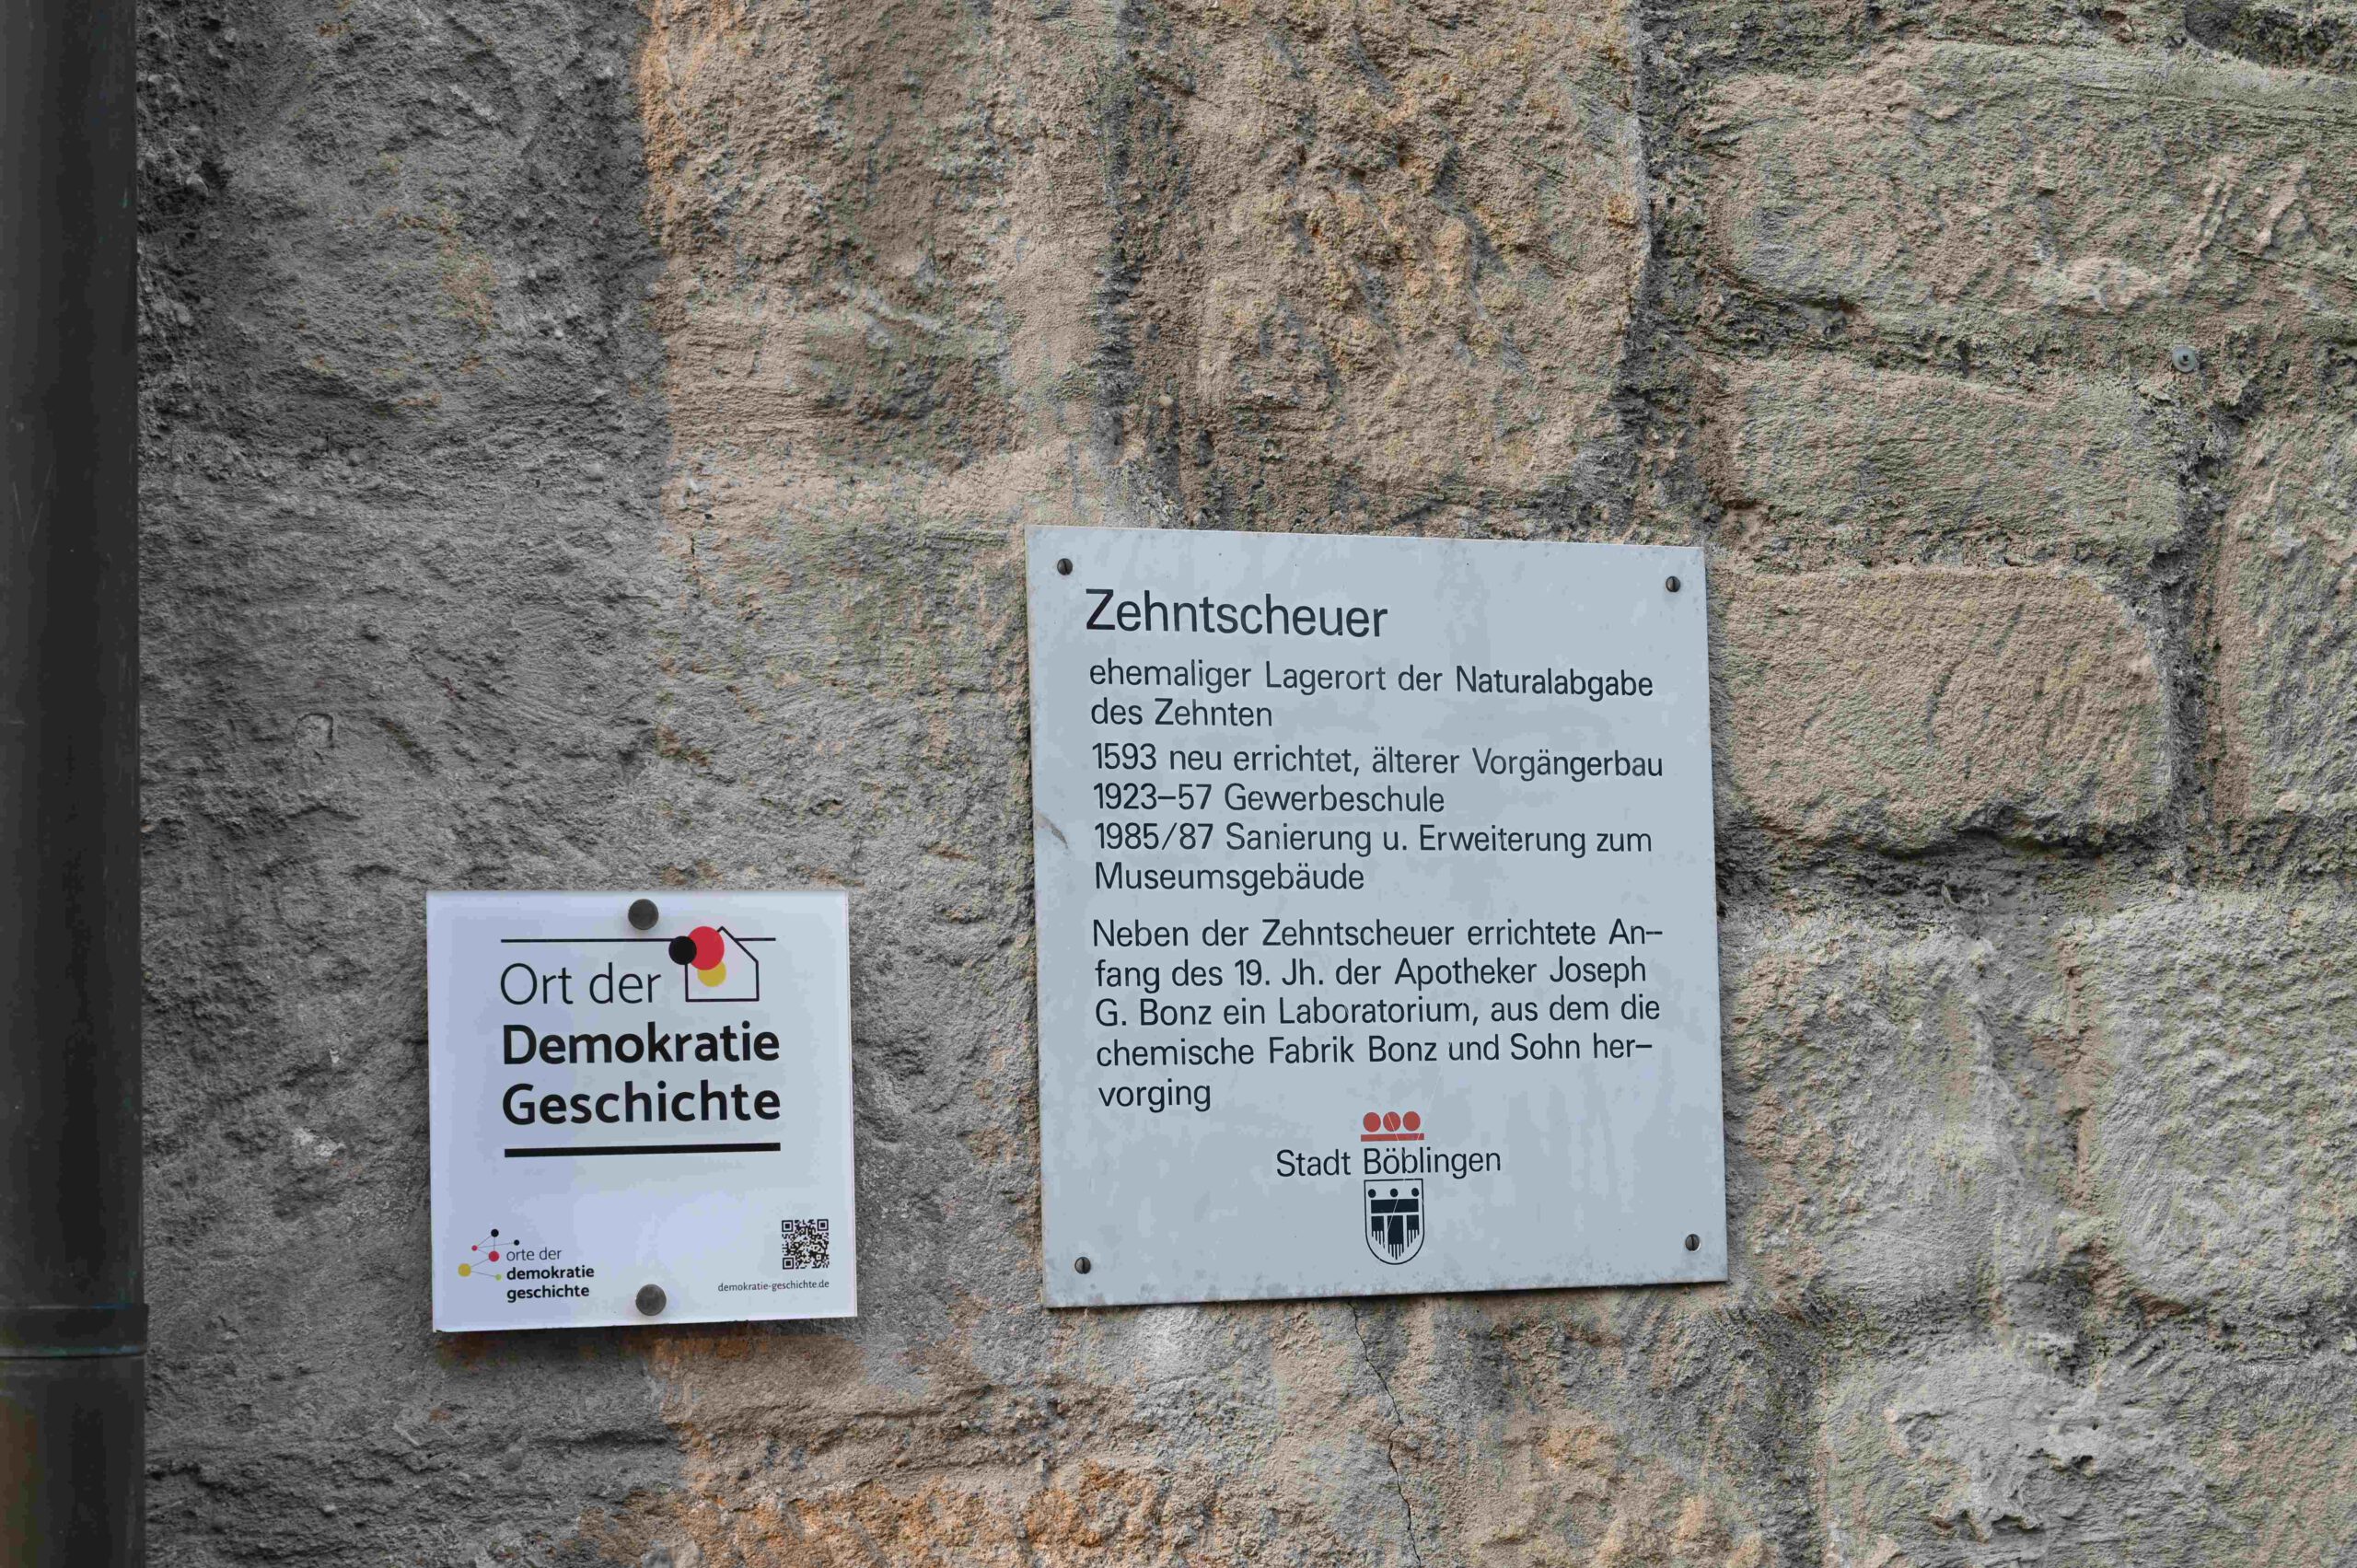 Ort der
Demokratie
Geschichte
orte der
demokratie
geschichte
demokratie-geschichte.de
Zehntscheuer
ehemaliger Lagerort der Naturalabgabe
des Zehnten
1593 neu errichtet, älterer Vorgängerbau
1923–57 Gewerbeschule
1985/87 Sanierung u. Erweiterung zum
Museumsgebäude
Neben der Zehntscheuer errichtete An–
fang des 19. Jh. der Apotheker Joseph
G. Bonz ein Laboratorium, aus dem die
chemische Fabrik Bonz und Sohn her–
vorging
Stadt Böblingen